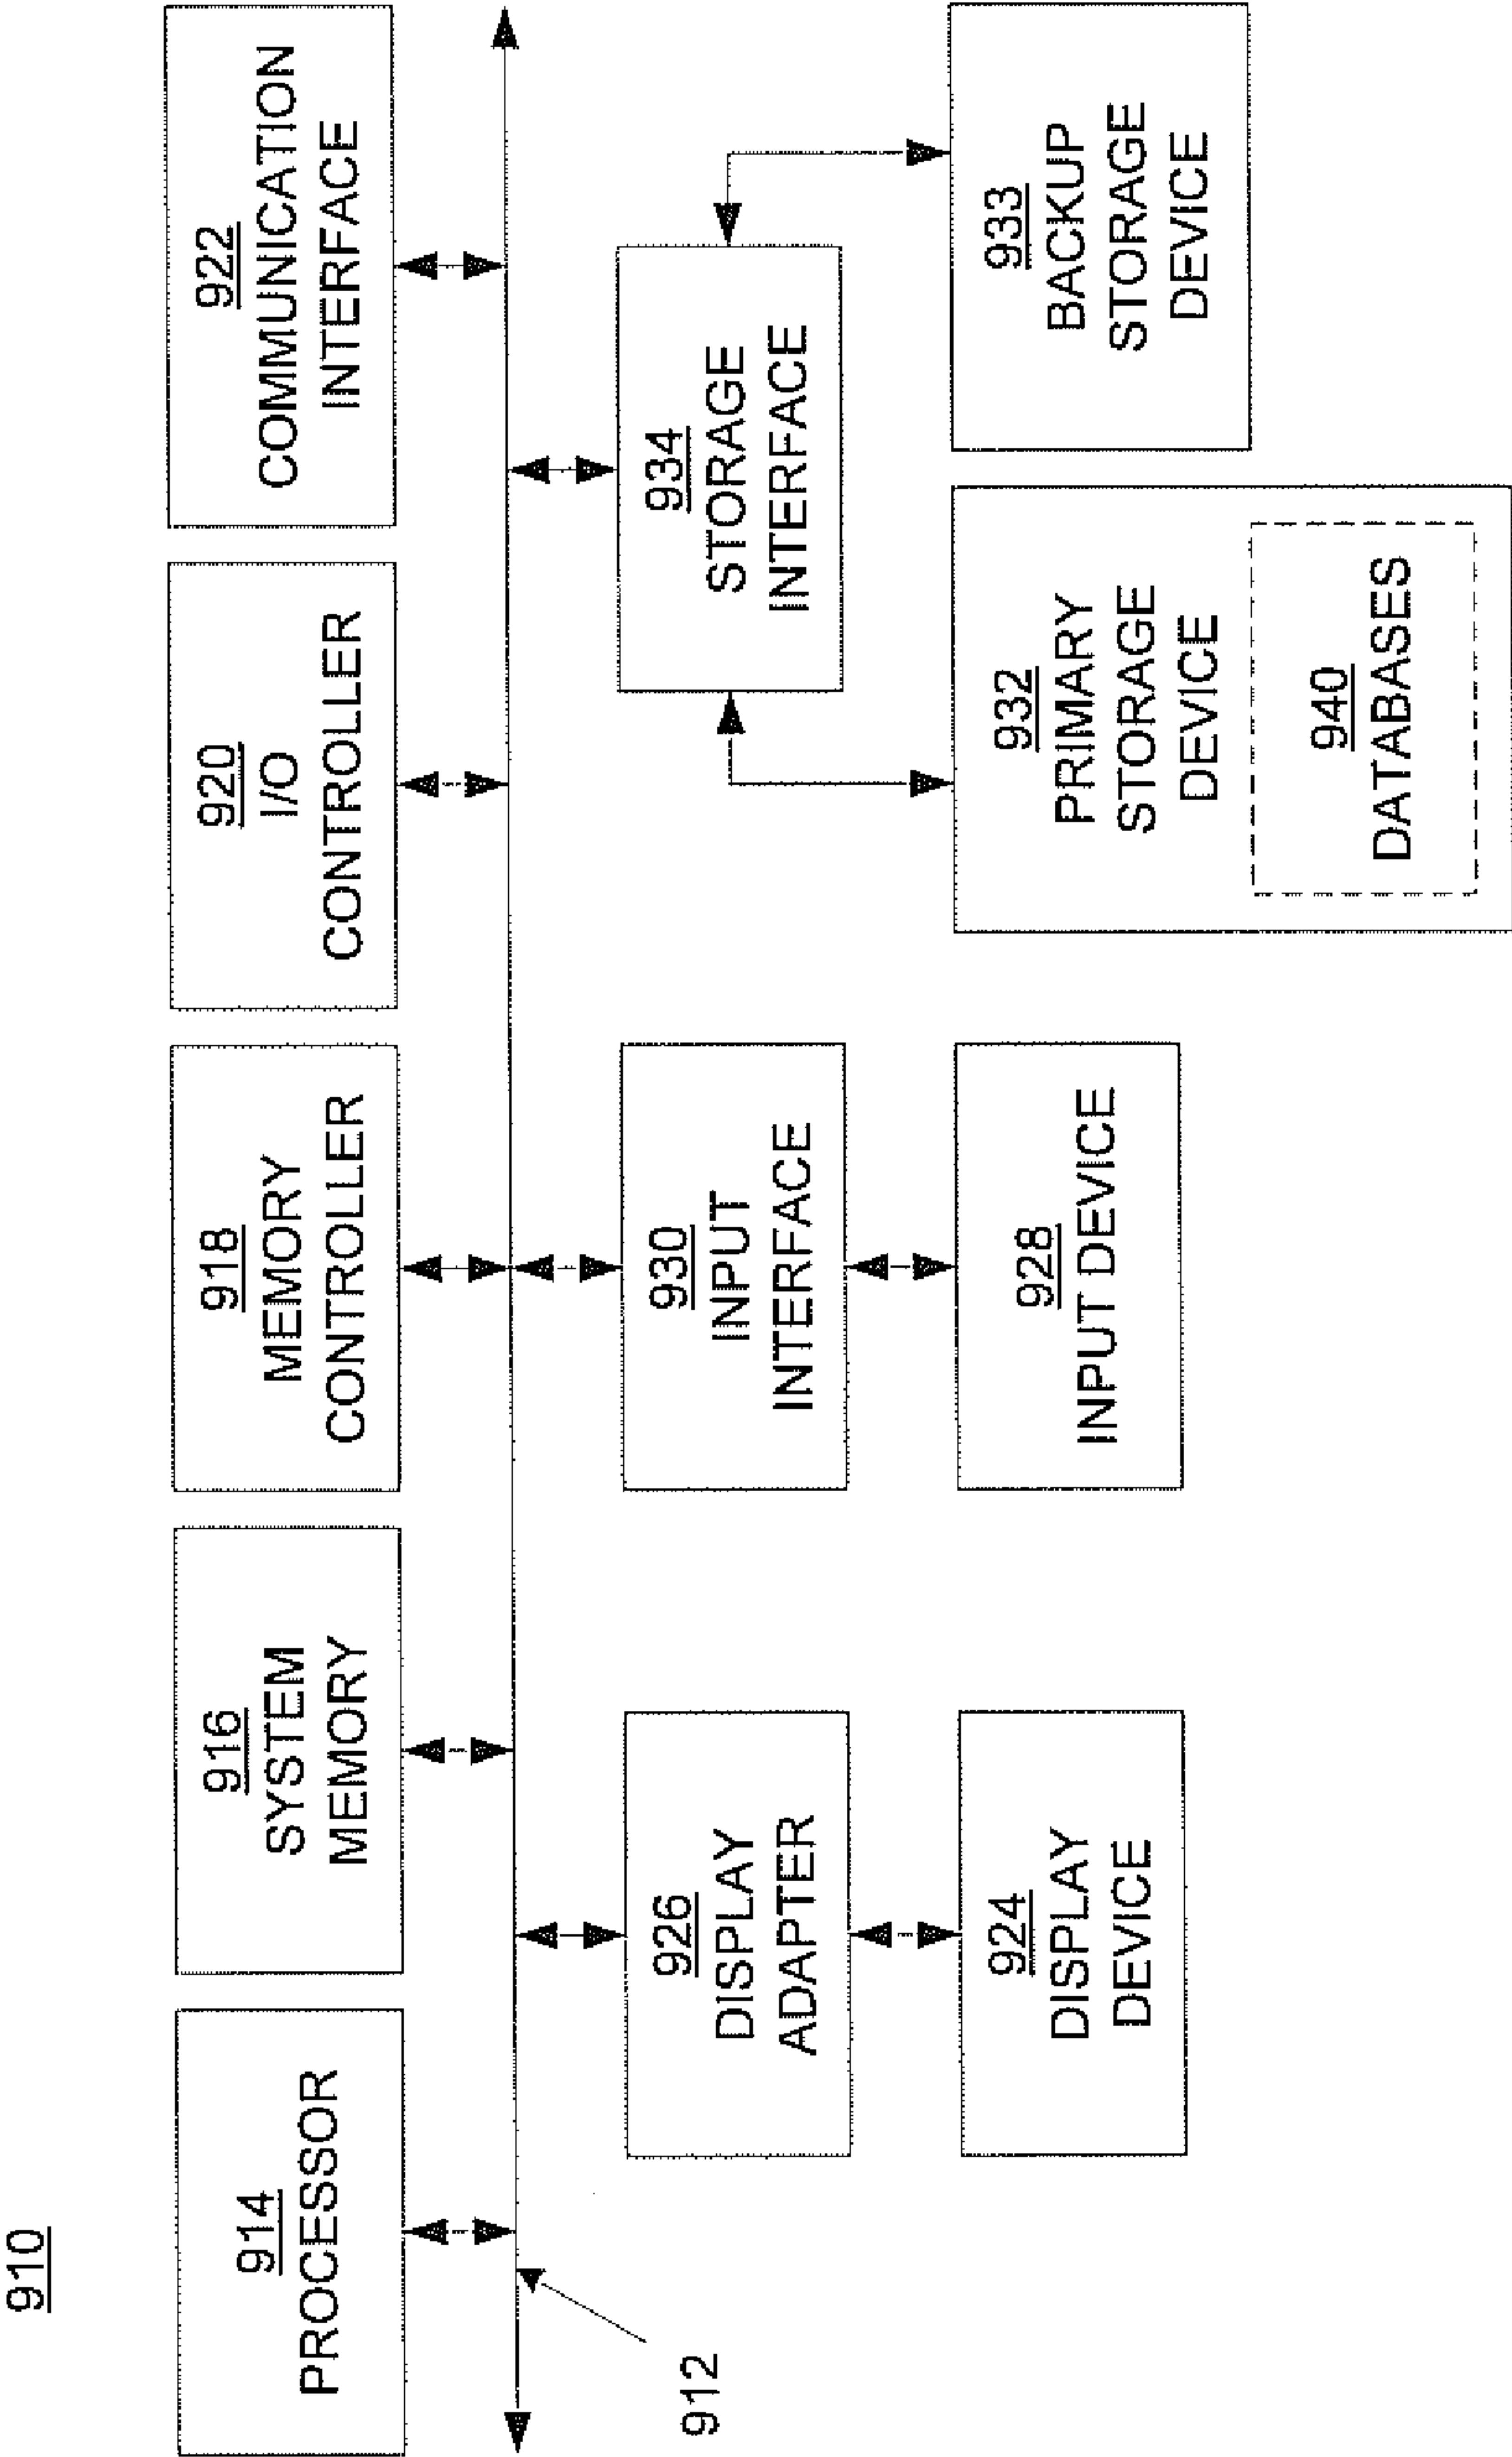 910
914
PROCESSOR
916
SYSTEM
MEMORY
918
MEMORY
CONTROLLER
920
I/O
CONTROLLER
922
COMMUNICATION
INTERFACE
912
926
DISPLAY
ADAPTER
930
INPUT
INTERFACE
934
STORAGE
INTERFACE
924
DISPLAY
DEVICE
928
INPUT DEVICE
932
PRIMARY
STORAGE
DEVICE
940
DATABASES
933
BACKUP
STORAGE
DEVICE